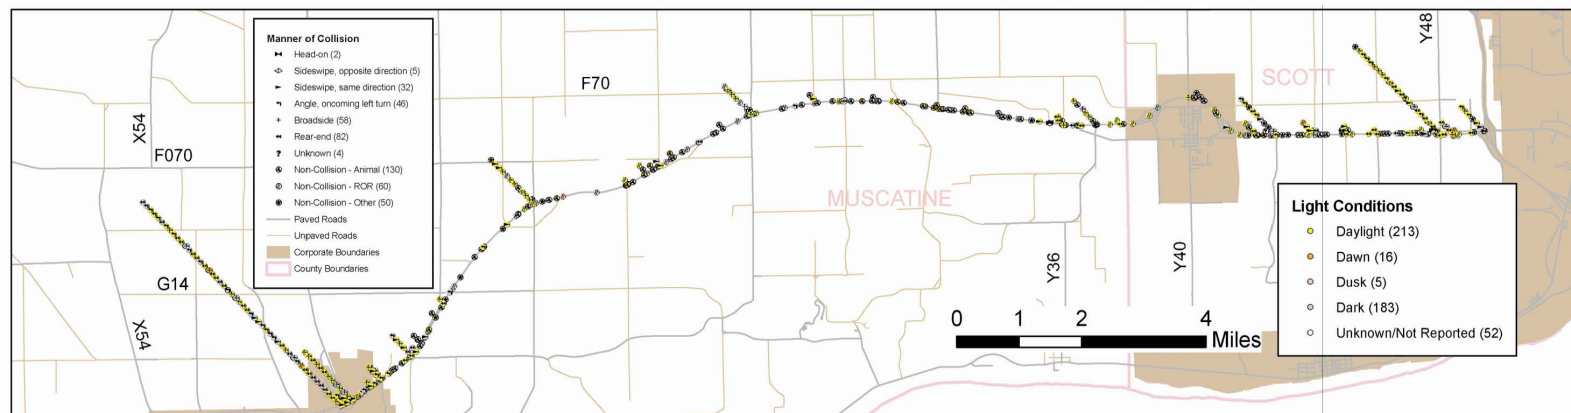 Manner of Collision
Head-on (2)
Sideswipe, opposite direction (5)
Sideswipe, same direction (32)
Angle, oncoming left turn (46)
Broadside (58)
Rear-end (82)
Unknown (4)
Non-Collision - Animal (130)
Non-Collision - ROR (60)
Non-Collision - Other (50)
Paved Roads
Unpaved Roads
Corporate Boundaries
County Boundaries
X54
F070
G14
X54
F70
MUSCATINE
SCOTT
Y48
Y36
Y40
0 1 2 4
Miles
Light Conditions
Daylight (213)
Dawn (16)
Dusk (5)
Dark (183)
Unknown/Not Reported (52)